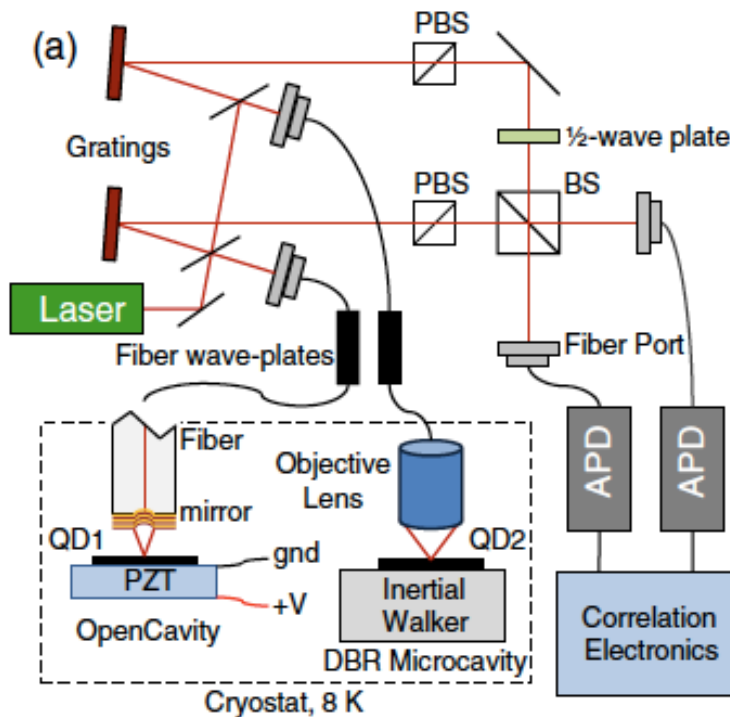 (a)
PBS
Gratings
½-wave plate
PBS
BS
Laser
Fiber wave-plates
Fiber Port
Fiber
mirror
Objective
Lens
APD
APD
QD1
gnd
QD2
PZT
+V
Inertial
Walker
OpenCavity
DBR Microcavity
Correlation
Electronics
Cryostat, 8 K